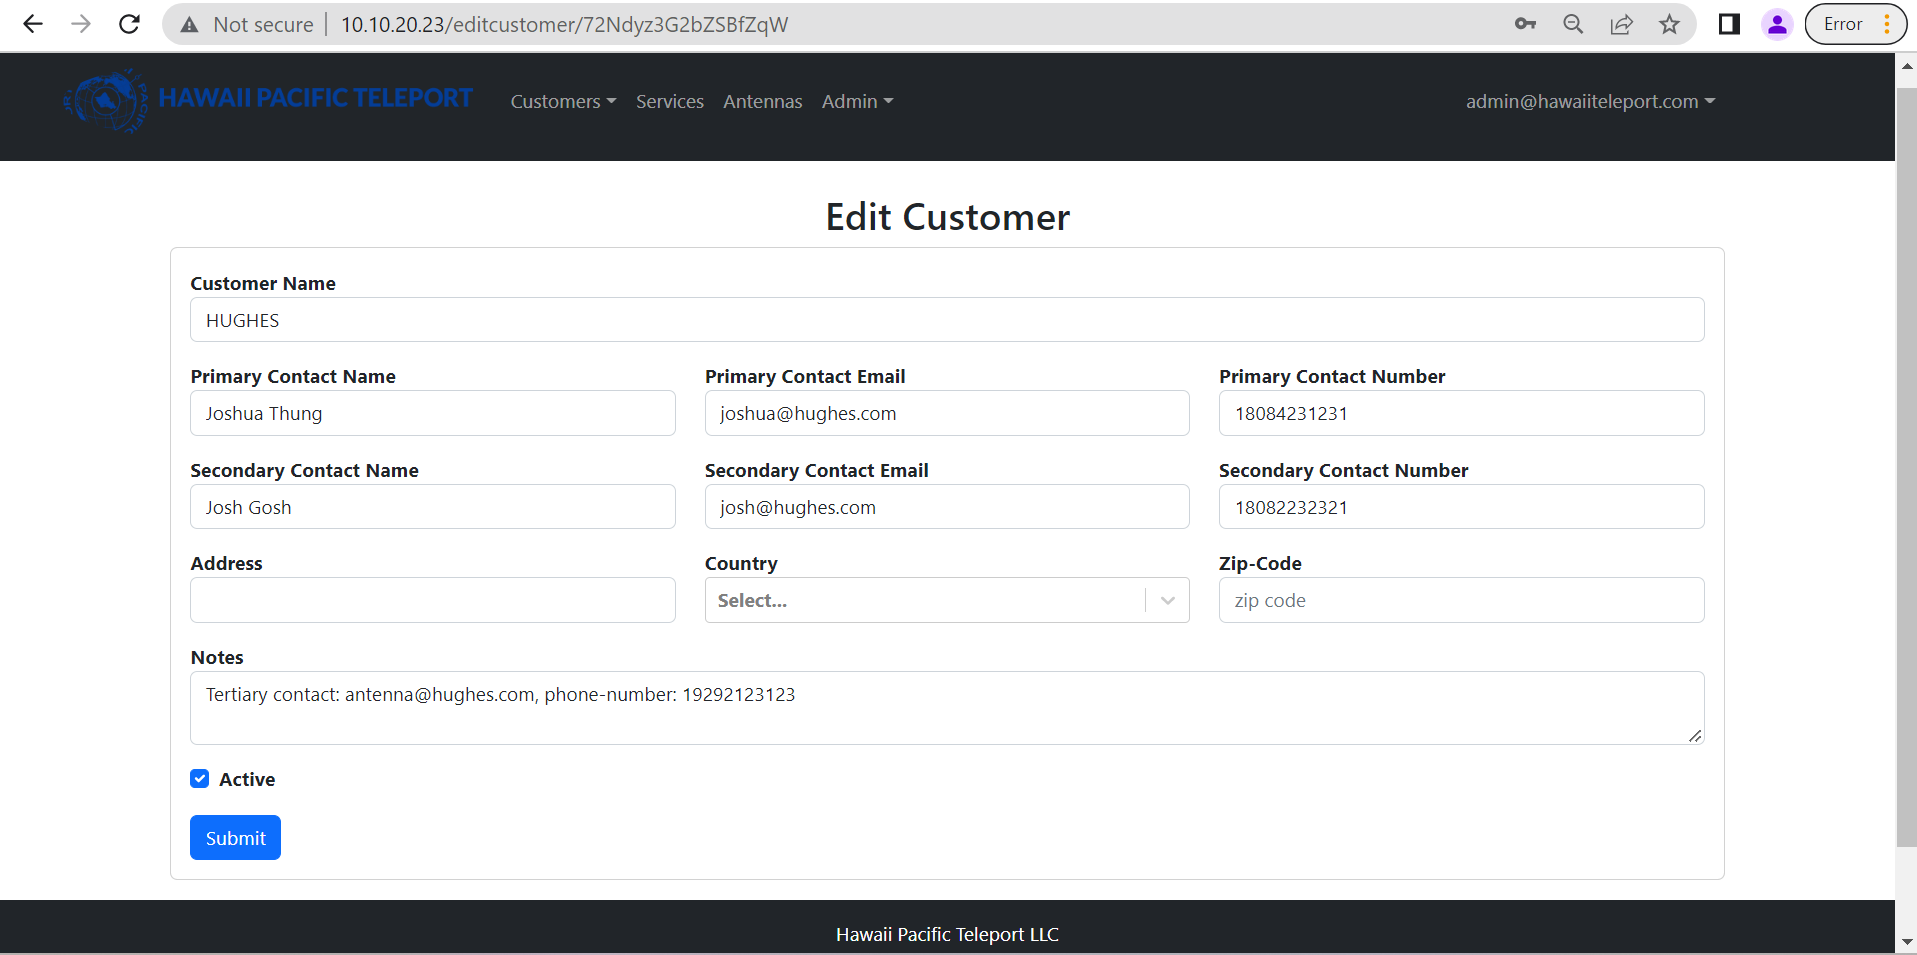 Not secure 10.10.20.23/editcustomer/72Ndyz3G2bZSBfZqW Error
HAWAII PACIFIC TELEPORT Customers Services Antennas Admin admin@hawaiiteleport.com
Edit Customer
Customer Name
HUGHES
Primary Contact Name Primary Contact Email Primary Contact Number
Joshua Thung joshua@hughes.com 18084231231
Secondary Contact Name Secondary Contact Email Secondary Contact Number
Josh Gosh josh@hughes.com 18082232321
Address Country Zip-Code
Select... zip code
Notes
Tertiary contact: antenna@hughes.com, phone-number: 19292123123
Active
Submit
Hawaii Pacific Teleport LLC